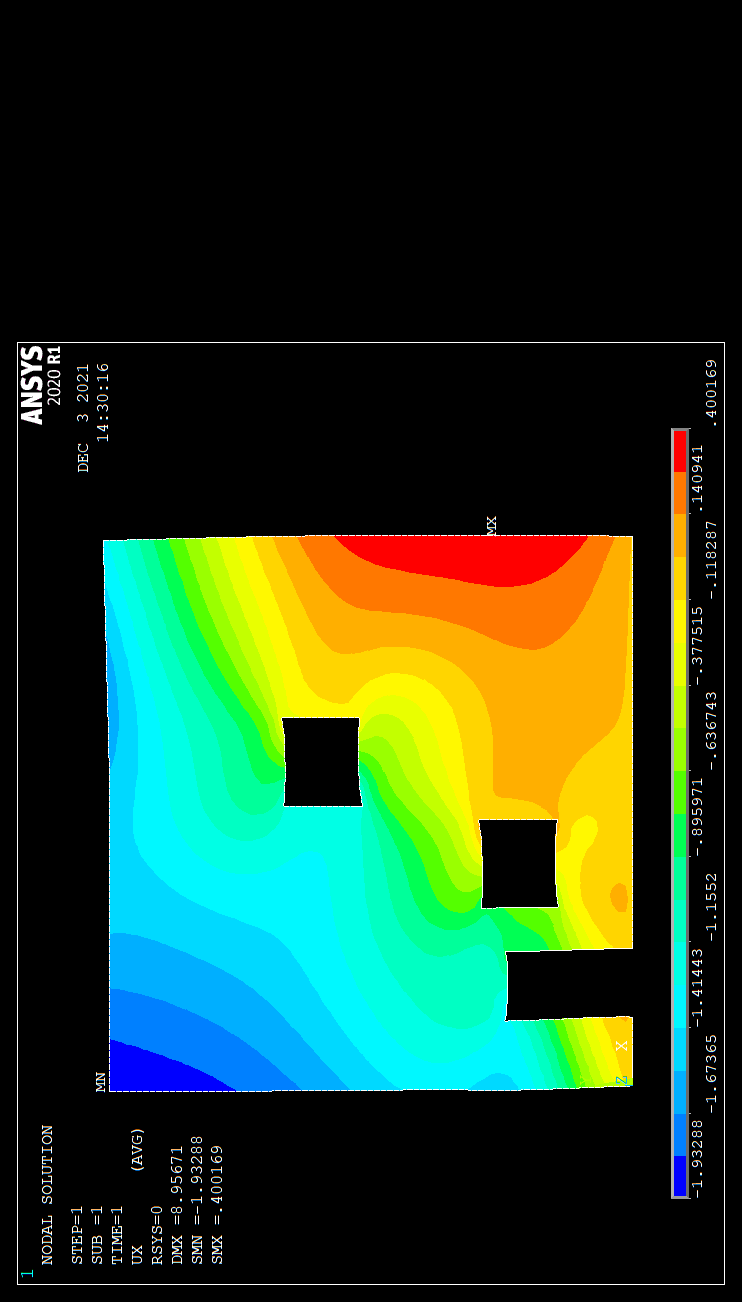 1
NODAL SOLUTION
STEP=1
SUB =1
TIME=1
UX (AVG)
RSYS=0
DMX =8.95671
SMN =-1.93288
SMX =.400169
ANSYS
2020 R1
DEC 3 2021
14:30:16
MN
MX
Z X
-1.93288 -1.41443 -.895971 -.377515 .140941
-1.67365 -1.1552 -.636743 -.118287 .400169